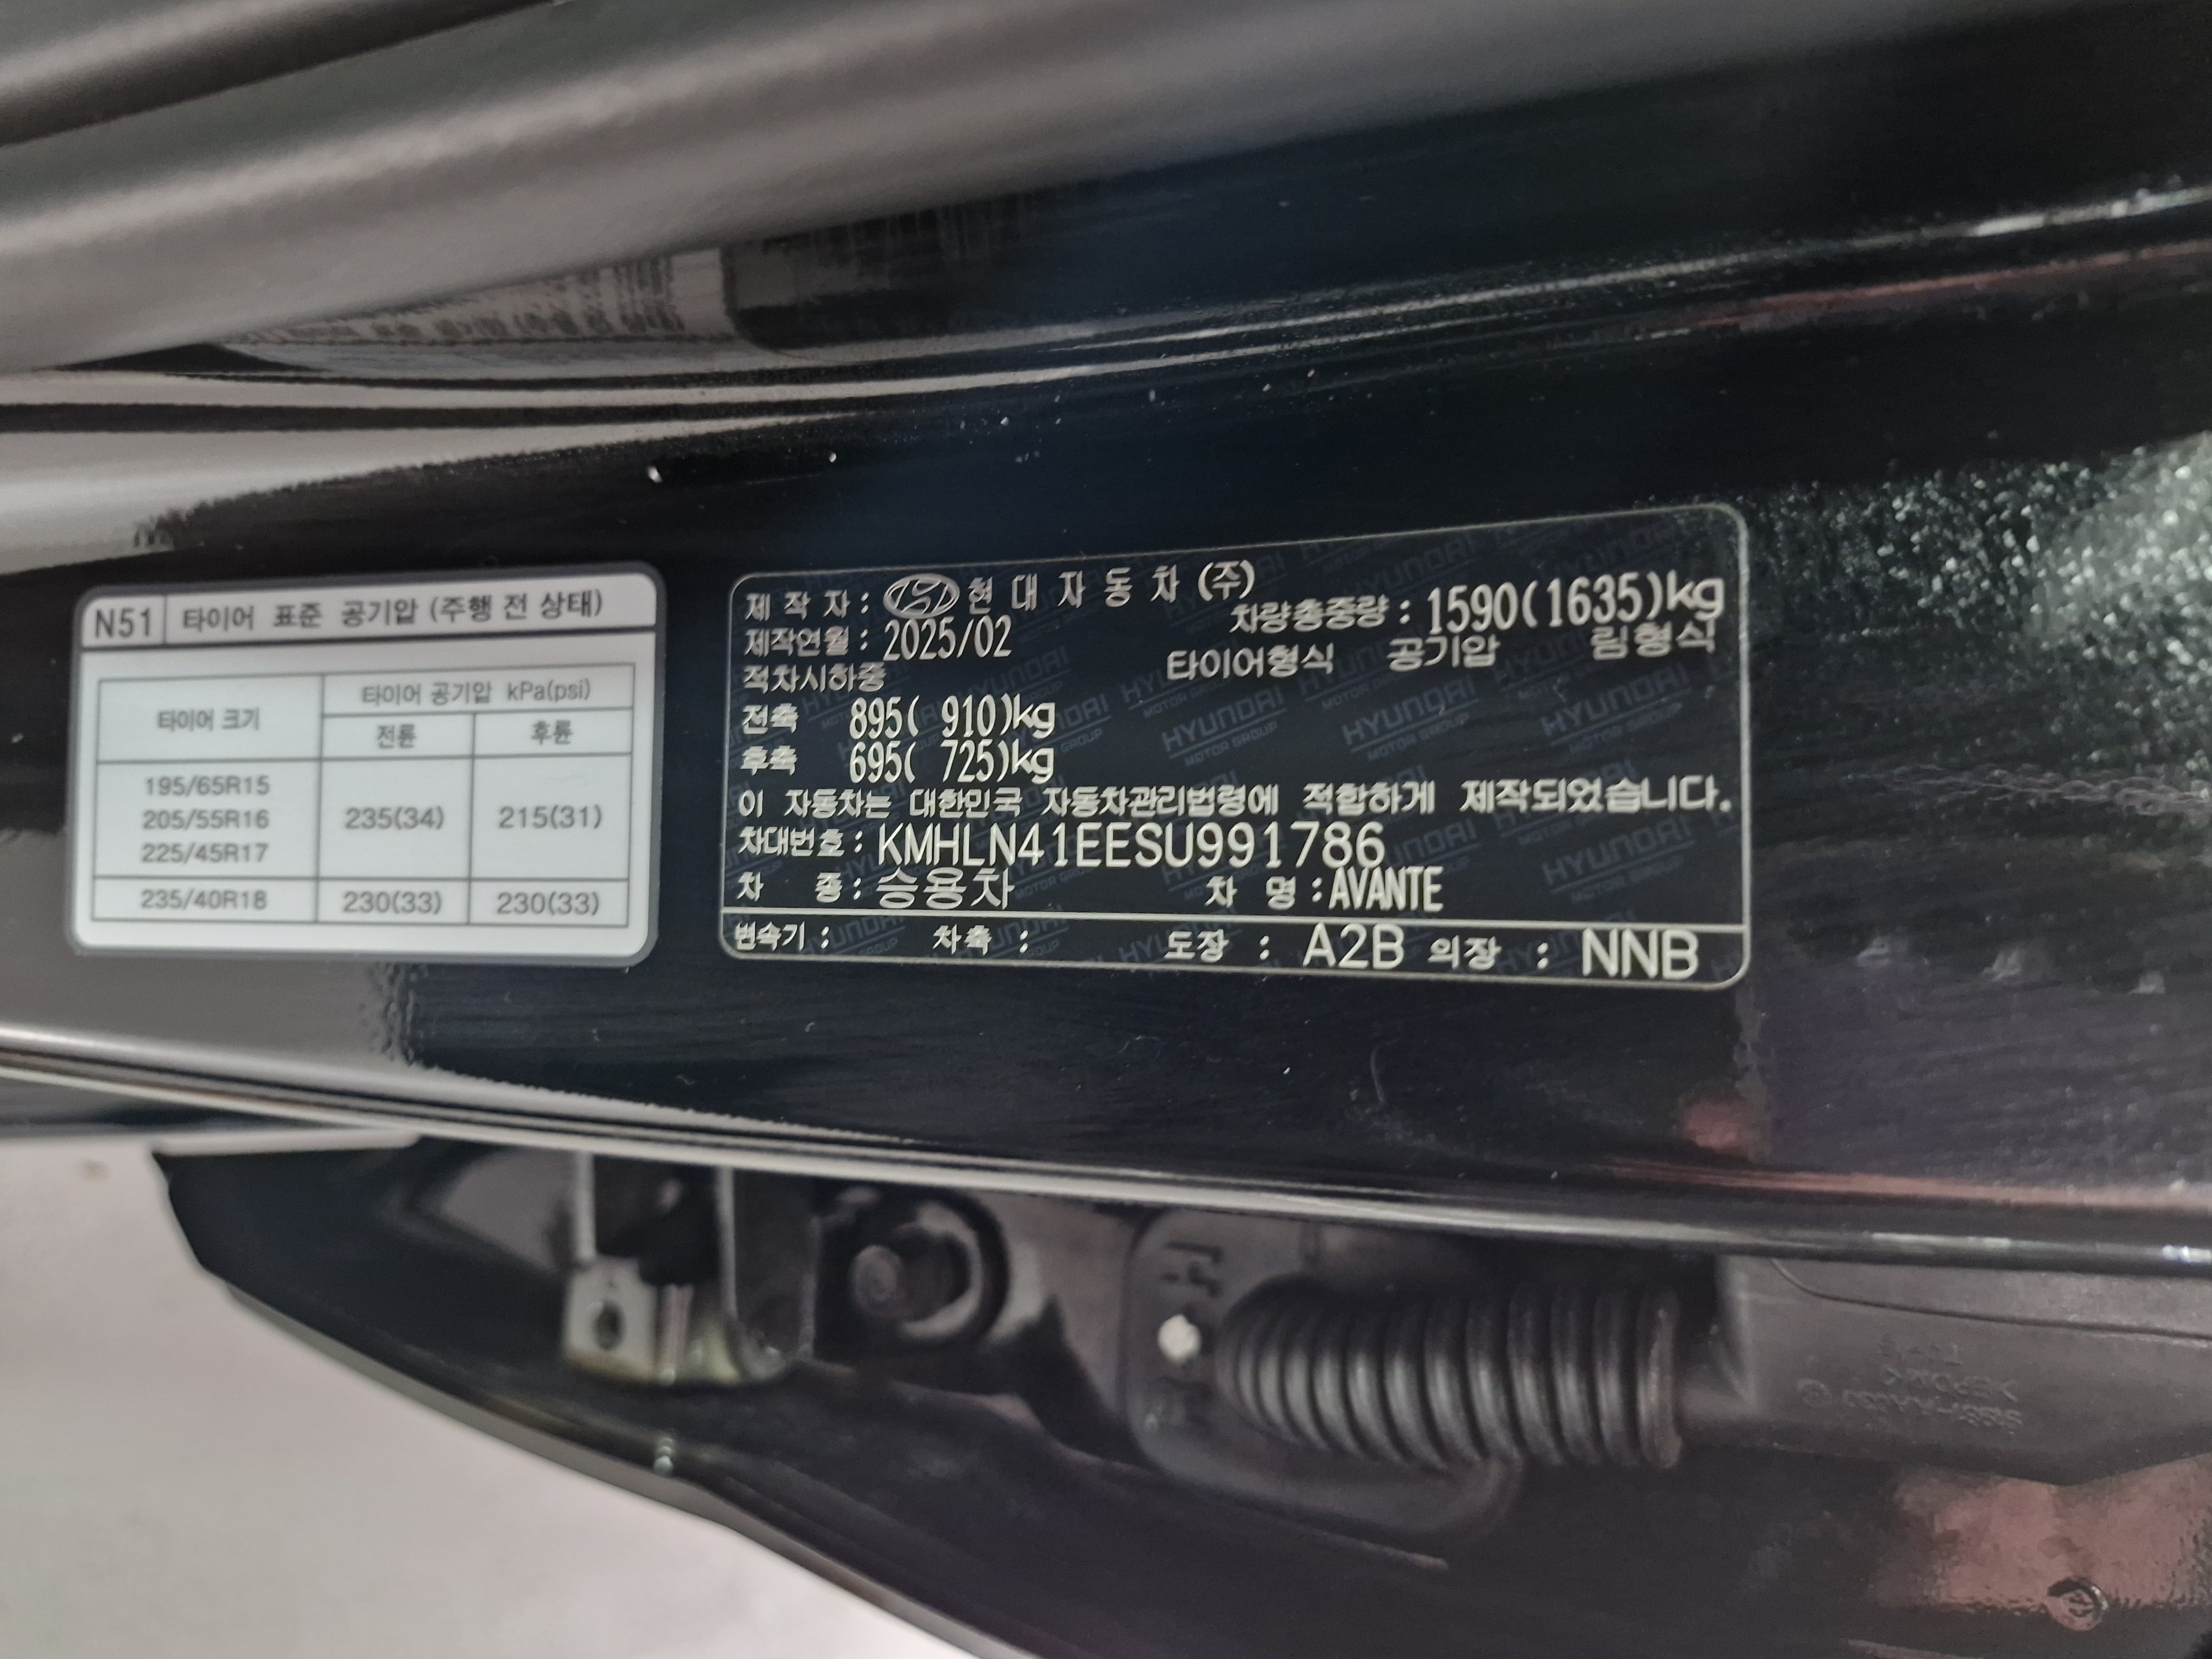 N51 타이어 표준 공기압 (주행 전 상태)
타이어 크기 타이어 공기압 kPa(psi)
전륜 후륜
195/65R15
205/55R16 235(34) 215(31)
225/45R17
235/40R18 230(33) 230(33)
제 작 자 : 현 대 자 동 차 (주)
차량총중량 : 1590(1635)kg
제작연월 : 2025/02
타이어형식 공기압 림형식
적차시하중
전축 895( 910)kg
후축 695( 725)kg
이 자동차는 대한민국 자동차관리법령에 적합하게 제작되었습니다.
차대번호 : KMHLN41EESU991786
차 종 : 승용차 차 명 : AVANTE
변속기 : 차축 : 도장 : A2B 의장 : NNB
HYUNDAI
MOTOR GROUP